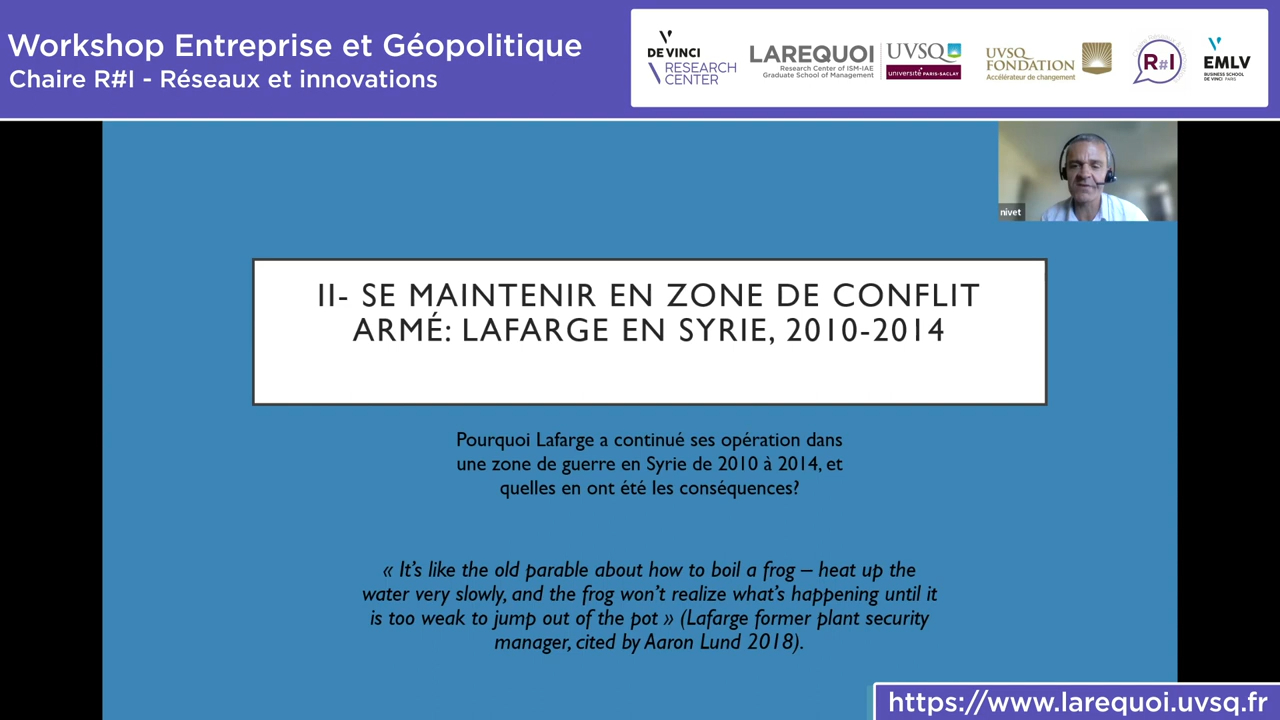 Workshop Entreprise et Géopolitique
Chaire R#I - Réseaux et innovations
DE VINCI
RESEARCH
CENTER
LAREQUOI
Research Center of ISM-IAE
Graduate School of Management
UVSQ
université PARIS-SACLAY
UVSQ
FONDATION
Accélérateur de changement
R#I
EMLV
BUSINESS SCHOOL
DE VINCI PARIS
nivet
II- SE MAINTENIR EN ZONE DE CONFLIT
ARMÉ: LAFARGE EN SYRIE, 2010-2014
Pourquoi Lafarge a continué ses opération dans
une zone de guerre en Syrie de 2010 à 2014, et
quelles en ont été les conséquences?
« It's like the old parable about how to boil a frog – heat up the
water very slowly, and the frog won't realize what's happening until it
is too weak to jump out of the pot » (Lafarge former plant security
manager, cited by Aaron Lund 2018).
https://www.larequoi.uvsq.fr